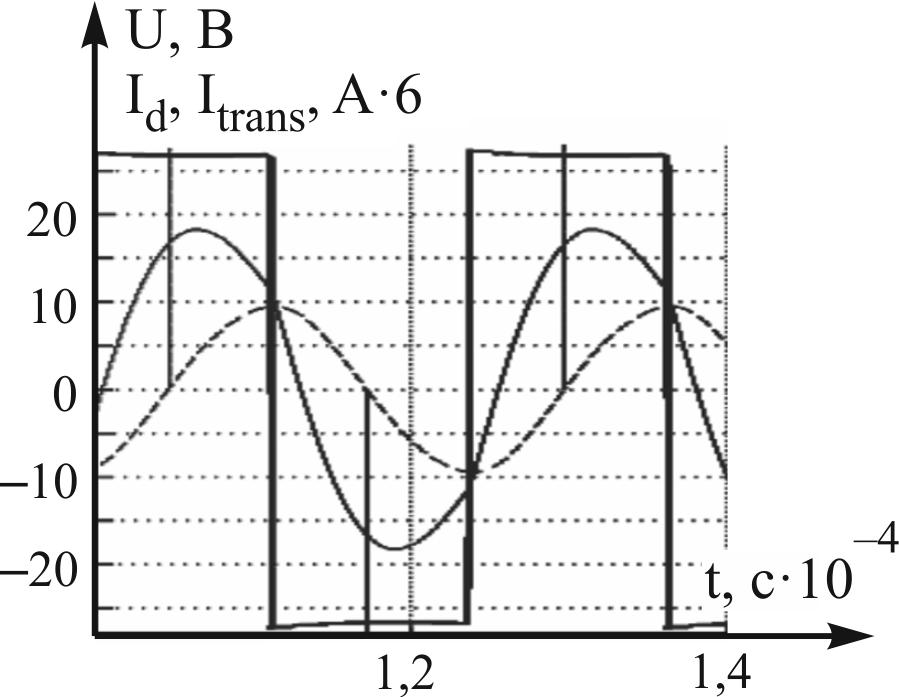 U, B
I_d, I_trans, A·6
20
10
0
–10
–20
t, c·10^–4
1,2
1,4